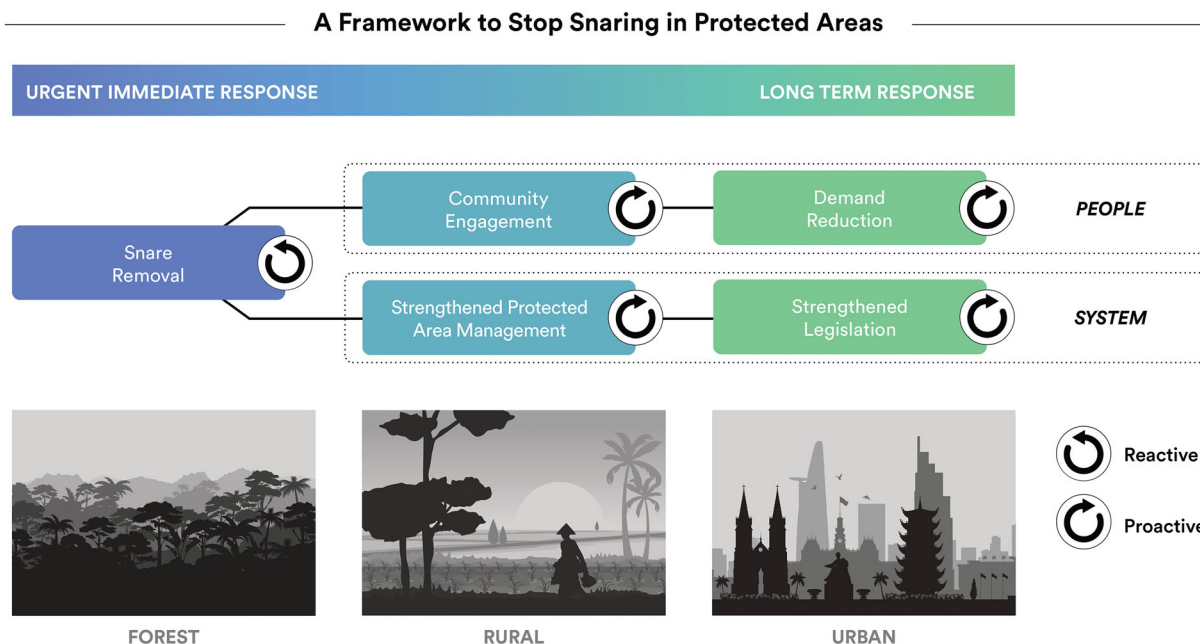 A Framework to Stop Snaring in Protected Areas
URGENT IMMEDIATE RESPONSE
LONG TERM RESPONSE
Community
Engagement
Demand
Reduction
PEOPLE
Snare
Removal
Strengthened Protected
Area Management
Strengthened
Legislation
SYSTEM
Reactive
Proactive
FOREST
RURAL
URBAN